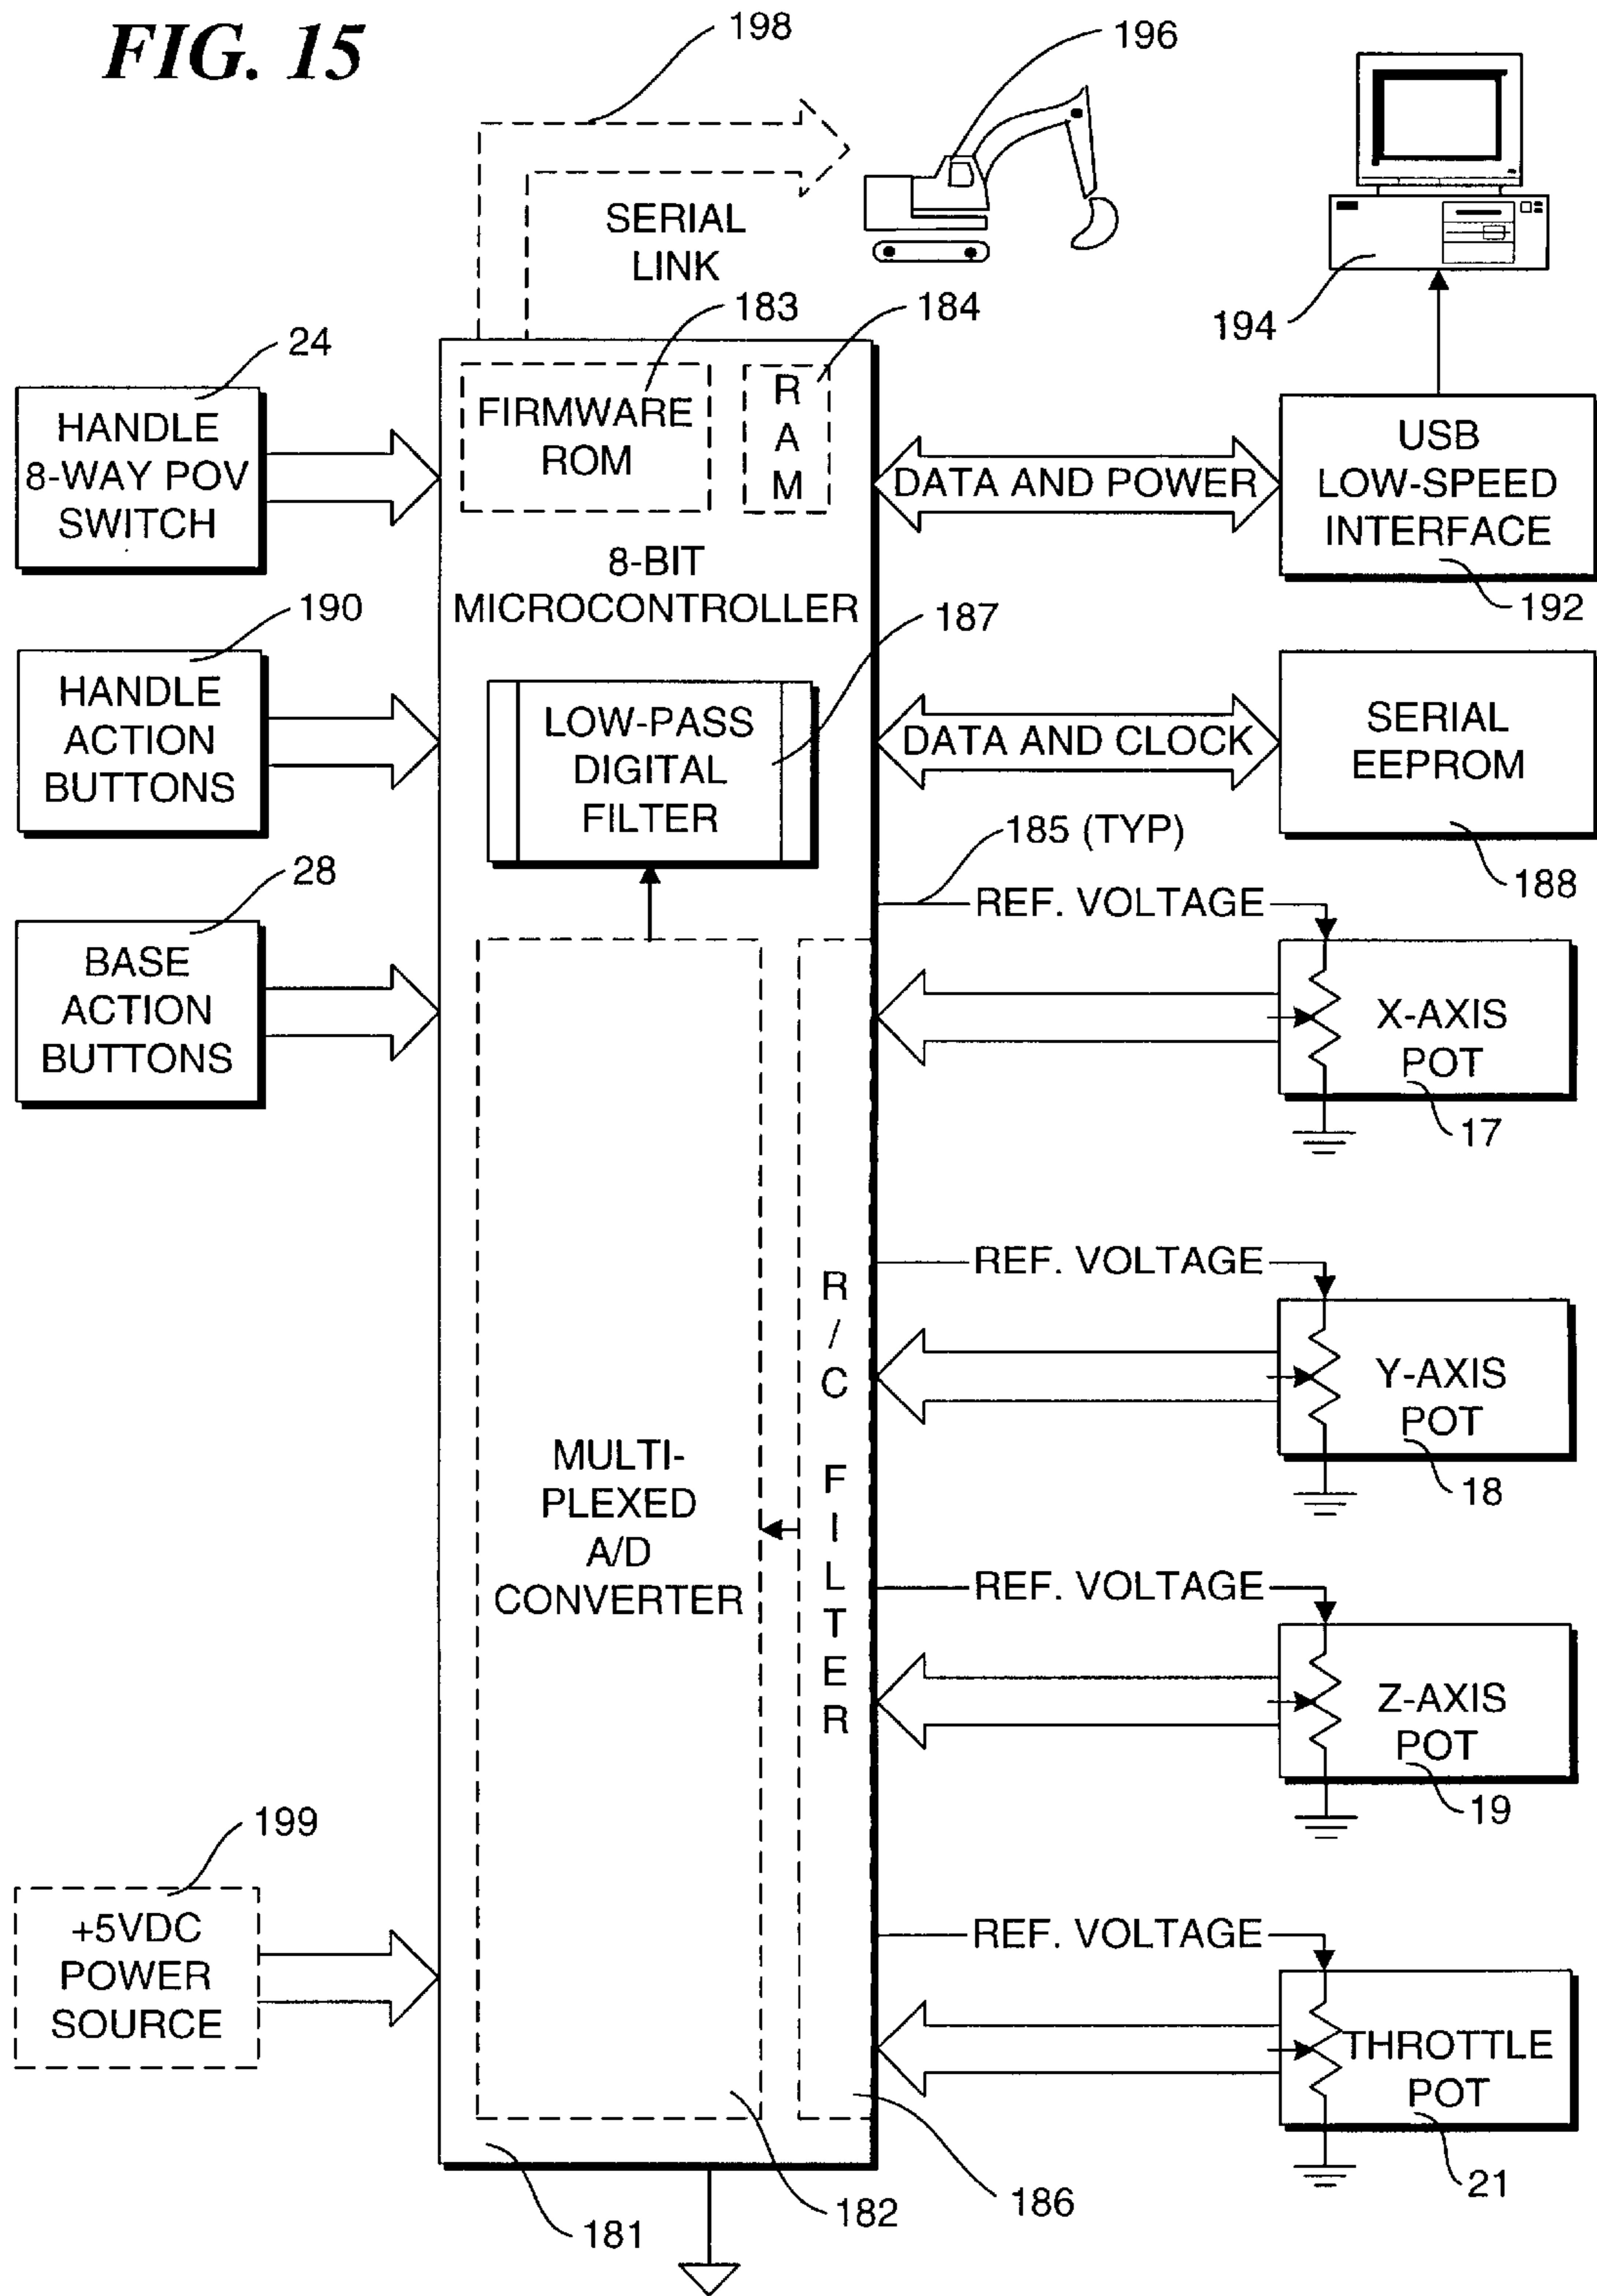 FIG. 15
198
196
SERIAL
LINK
194
183
184
24
HANDLE
8-WAY POV
SWITCH
FIRMWARE
ROM
R
A
M
DATA AND POWER
USB
LOW-SPEED
INTERFACE
192
8-BIT
MICROCONTROLLER
190
HANDLE
ACTION
BUTTONS
187
LOW-PASS
DIGITAL
FILTER
DATA AND CLOCK
SERIAL
EEPROM
188
185 (TYP)
REF. VOLTAGE
28
BASE
ACTION
BUTTONS
X-AXIS
POT
17
REF. VOLTAGE
Y-AXIS
POT
18
R
/
C
F
I
L
T
E
R
MULTI-
PLEXED
A/D
CONVERTER
REF. VOLTAGE
Z-AXIS
POT
19
199
+5VDC
POWER
SOURCE
REF. VOLTAGE
THROTTLE
POT
21
181
182
186